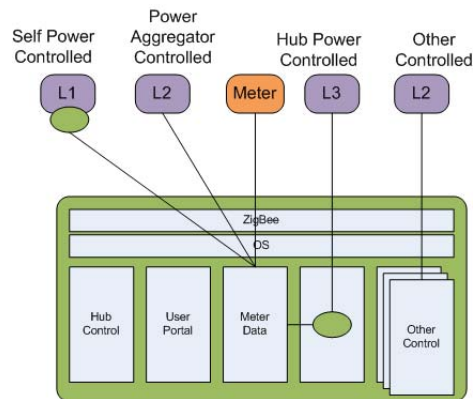 Self Power
Controlled
Power
Aggregator
Controlled
Hub Power
Controlled
Other
Controlled
L1
L2
Meter
L3
L2
ZigBee
OS
Hub
Control
User
Portal
Meter
Data
Other
Control